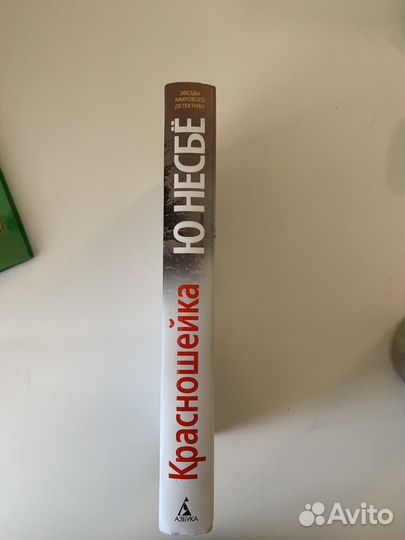 ЗВЕЗДЫ
МИРОВОГО
ДЕТЕКТИВА
Ю НЕСБЁ
Красношейка
АЗБУКА
Avito